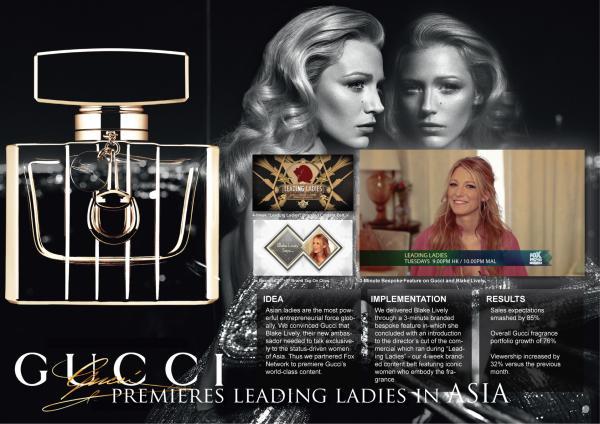 LEADING LADIES
4-week "Leading Ladies" Branded Content Belt
Blake Lively
Says...
LEADING LADIES
TUESDAYS 9.00PM HK / 10.00PM MAL
FOX
MOVIES
PREMIUM
3-Minute Bespoke Feature on Gucci and Blake Lively.
IDEA
Asian ladies are the most pow-
erful entrepreneurial force glob-
ally. We convinced Gucci that
Blake Lively, their new ambas-
sador needed to talk exclusive-
ly to the status-driven women
of Asia. Thus we partnered Fox
Network to premiere Gucci's
world-class content.
IMPLEMENTATION
We delivered Blake Lively
through a 3-minute branded
bespoke feature in-which she
concluded with an introduction
to the director's cut of the com-
mercial which ran during "Lead-
ing Ladies" - our 4-week brand-
ed content belt featuring iconic
women who embody the fra-
grance.
RESULTS
Sales expectations
smashed by 85%.
Overall Gucci fragrance
portfolio growth of 76%
Viewership increased by
32% versus the previous
month.
GUCCI
Gucci
PREMIERES LEADING LADIES IN ASIA